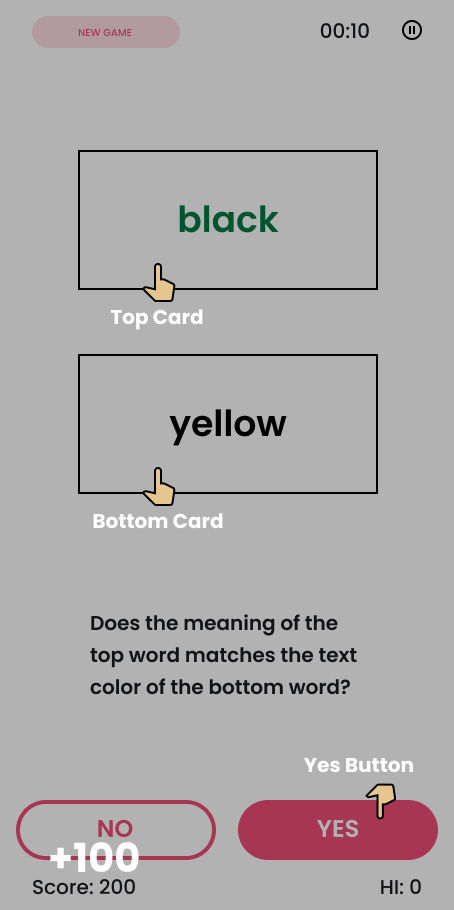 NEW GAME
00:10
black
Top Card
yellow
Bottom Card
Does the meaning of the
top word matches the text
color of the bottom word?
Yes Button
NO
YES
+100
Score: 200
HI: 0